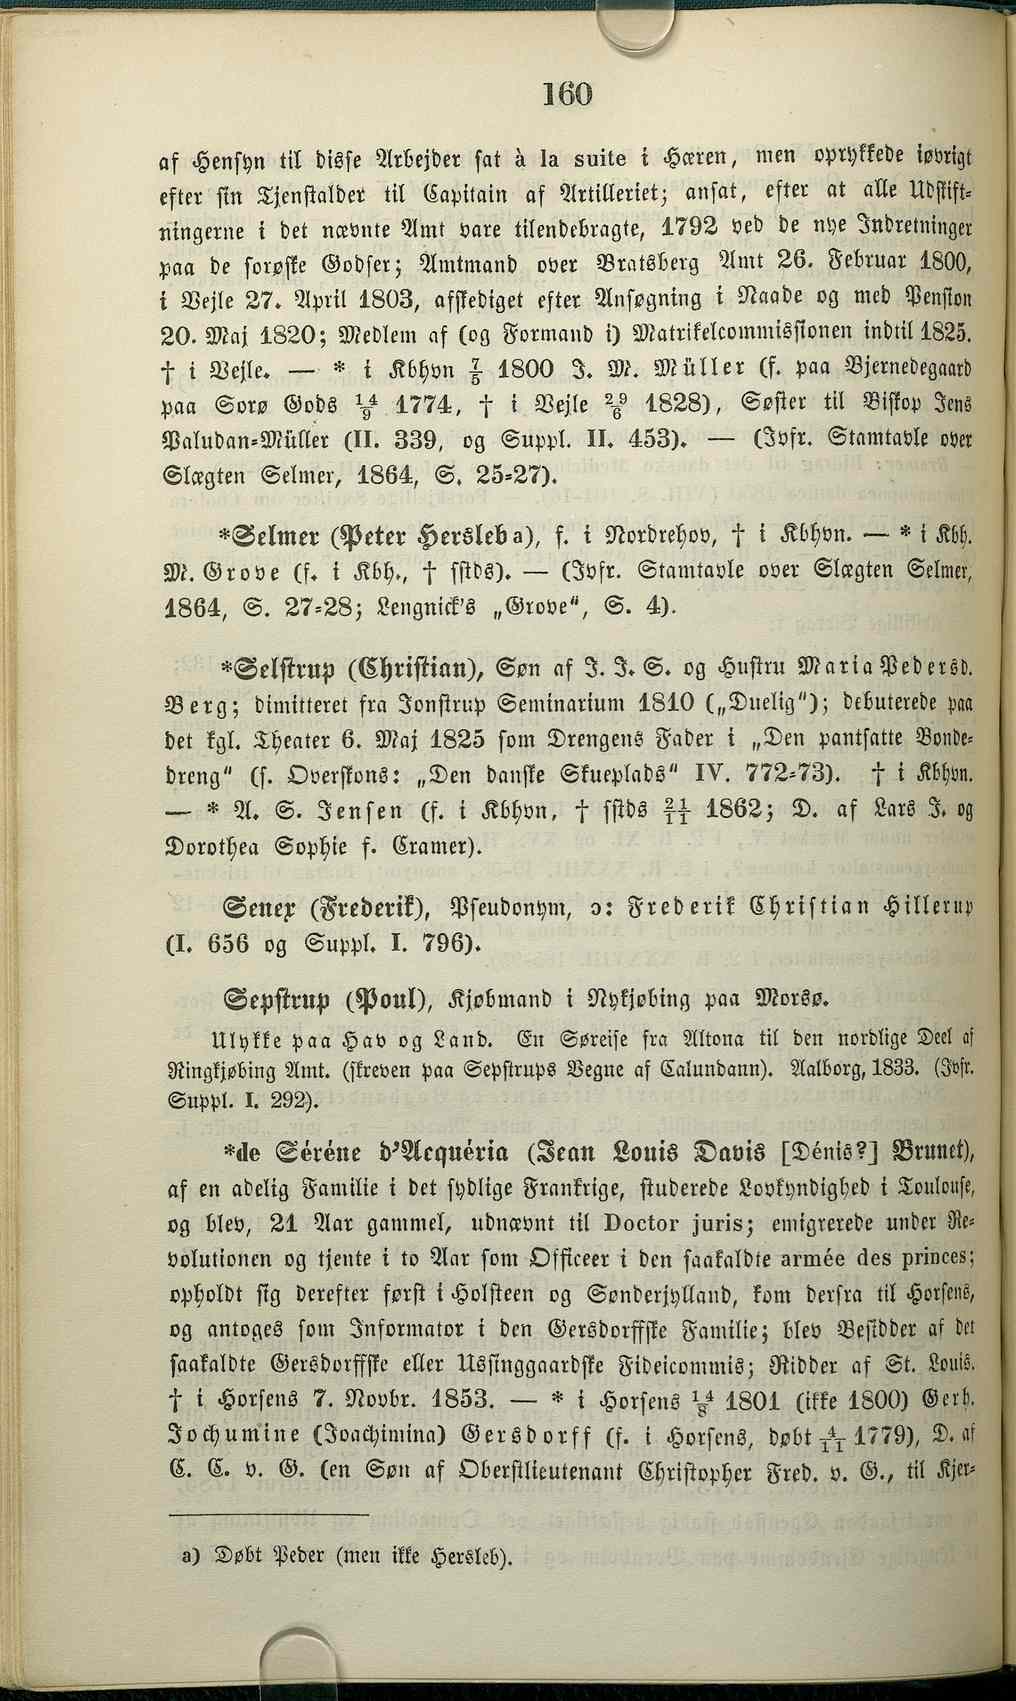 160
af Hensyn til disse Arbejder sat à la suite i Hæren, men oprykkede iøvrigt
efter sin Tjenstalder til Capitain af Artilleriet; ansat, efter at alle Udskift-
ningerne i det nævnte Amt vare tilendebragte, 1792 ved de nye Indretninger
paa de sorøske Godser; Amtmand over Bratsberg Amt 26. Februar 1800,
i Vejle 27. April 1803, afskediget efter Ansøgning i Naade og med Pension
20. Maj 1820; Medlem af (og Formand i) Matrikelcommissionen indtil 1825.
† i Vejle. — * i Kbhvn 7/5 1800 J. M. Müller (f. paa Bjernedegaard
paa Sorø Gods 14/9 1774, † i Vejle 29/6 1828), Søster til Biskop Jens
Paludan-Müller (II. 339, og Suppl. II. 453). — (Jvfr. Stamtavle over
Slægten Selmer, 1864, S. 25-27).
*Selmer (Peter Hersleb a), f. i Nordrehov, † i Kbhvn. — * i Kbh.
M. Grove (f. i Kbh., † sstds). — (Jvfr. Stamtavle over Slægten Selmer,
1864, S. 27-28; Lengnick's „Grove“, S. 4).
*Selstrup (Christian), Søn af J. J. S. og Hustru Maria Pedersd.
Berg; dimitteret fra Jonstrup Seminarium 1810 („Duelig“); debuterede paa
det kgl. Theater 6. Maj 1825 som Drengens Fader i „Den pantsatte Bonde-
dreng“ (s. Overskons: „Den danske Skueplads“ IV. 772-73). † i Kbhvn.
— * A. S. Jensen (f. i Kbhvn, † sstds 21/11 1862; D. af Lars J. og
Dorothea Sophie f. Cramer).
Senex (Frederik), Pseudonym, ɔ: Frederik Christian Hillerup
(I. 656 og Suppl. I. 796).
Sepstrup (Poul), Kjøbmand i Nykjøbing paa Morsø.
Ulykke paa Hav og Land. En Søreise fra Altona til den nordlige Deel af
Ringkjøbing Amt. (skreven paa Sepstrups Vegne af Calundann). Aalborg, 1833. (Jvfr.
Suppl. I. 292).
*de Séréne d'Acquéria (Jean Louis Davis [Dénis?] Brunet),
af en adelig Familie i det sydlige Frankrige, studerede Lovkyndighed i Toulouse,
og blev, 21 Aar gammel, udnævnt til Doctor juris; emigrerede under Re-
volutionen og tjente i to Aar som Officeer i den saakaldte armée des princes;
opholdt sig derefter først i Holsteen og Sønderjylland, kom derfra til Horsens,
og antoges som Informator i den Gersdorffske Familie; blev Besidder af det
saakaldte Gersdorffske eller Ussinggaardske Fideicommis; Ridder af St. Louis.
† i Horsens 7. Novbr. 1853. — * i Horsens 14/8 1801 (ikke 1800) Gerh.
Jochumine (Joachimina) Gersdorff (f. i Horsens, døbt 4/11 1779), D. af
C. C. v. G. (en Søn af Oberstlieutenant Christopher Fred. v. G., til Kjer-
a) Døbt Peder (men ikke Hersleb).